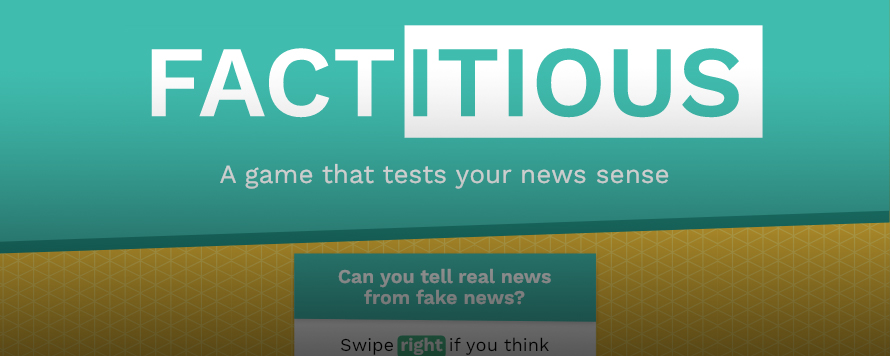 FACTITIOUS
A game that tests your news sense
Can you tell real news
from fake news?
Swipe right if you think